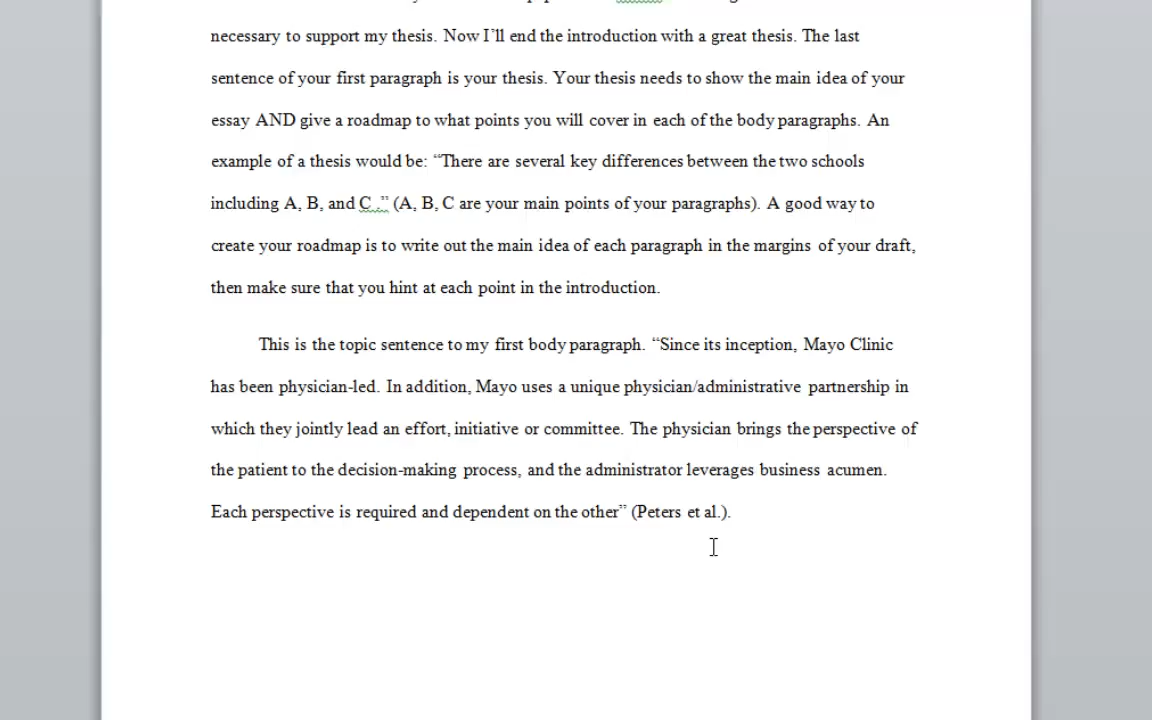 necessary to support my thesis. Now I'll end the introduction with a great thesis. The last
sentence of your first paragraph is your thesis. Your thesis needs to show the main idea of your
essay AND give a roadmap to what points you will cover in each of the body paragraphs. An
example of a thesis would be: “There are several key differences between the two schools
including A, B, and C .” (A, B, C are your main points of your paragraphs). A good way to
create your roadmap is to write out the main idea of each paragraph in the margins of your draft,
then make sure that you hint at each point in the introduction.
This is the topic sentence to my first body paragraph. “Since its inception, Mayo Clinic
has been physician-led. In addition, Mayo uses a unique physician/administrative partnership in
which they jointly lead an effort, initiative or committee. The physician brings the perspective of
the patient to the decision-making process, and the administrator leverages business acumen.
Each perspective is required and dependent on the other” (Peters et al.).